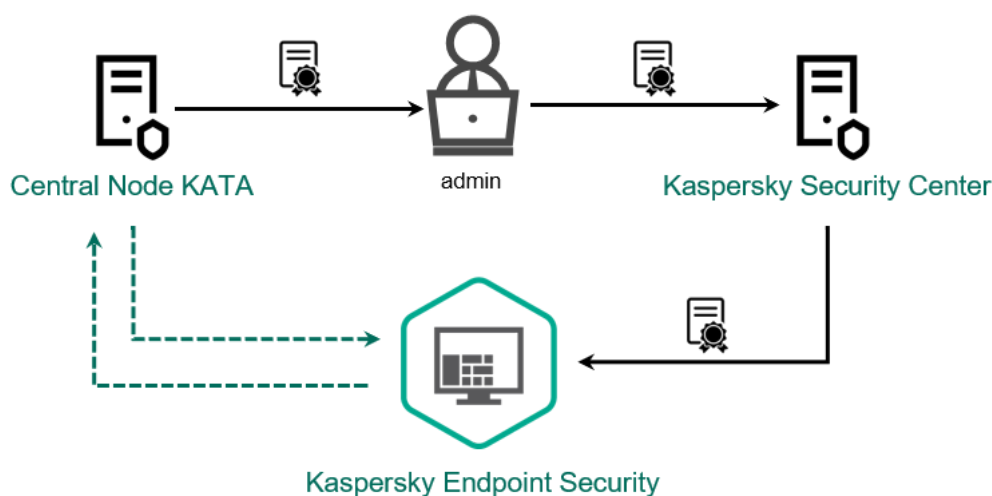 Central Node KATA
admin
Kaspersky Security Center
Kaspersky Endpoint Security